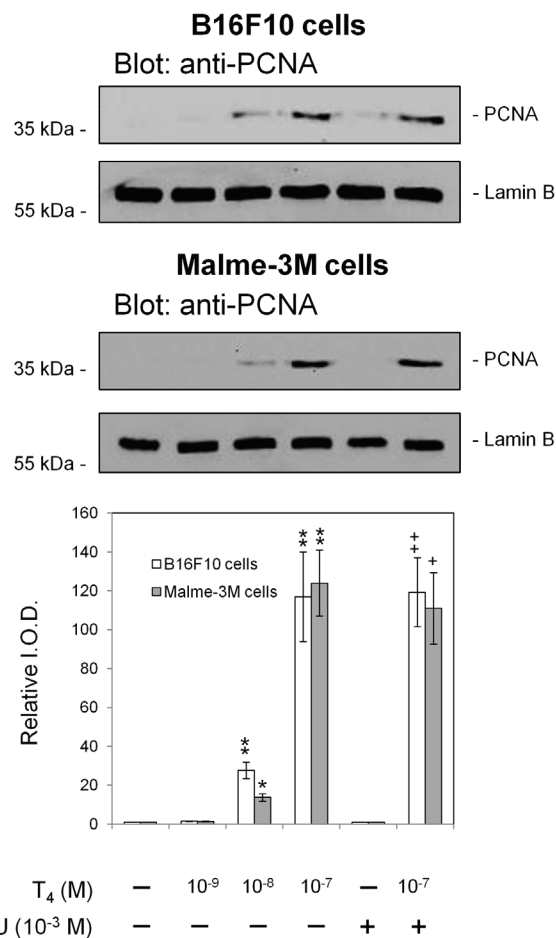 B16F10 cells
Blot: anti-PCNA
35 kDa - - PCNA
55 kDa - - Lamin B
Malme-3M cells
Blot: anti-PCNA
35 kDa - - PCNA
55 kDa - - Lamin B
160
140
120
100
80
60
40
20
0
Relative I.O.D.
B16F10 cells
Malme-3M cells
** ** ++ +
** *
T₄ (M) – 10⁻⁹ 10⁻⁸ 10⁻⁷ – 10⁻⁷
U (10⁻³ M) – – – – + +